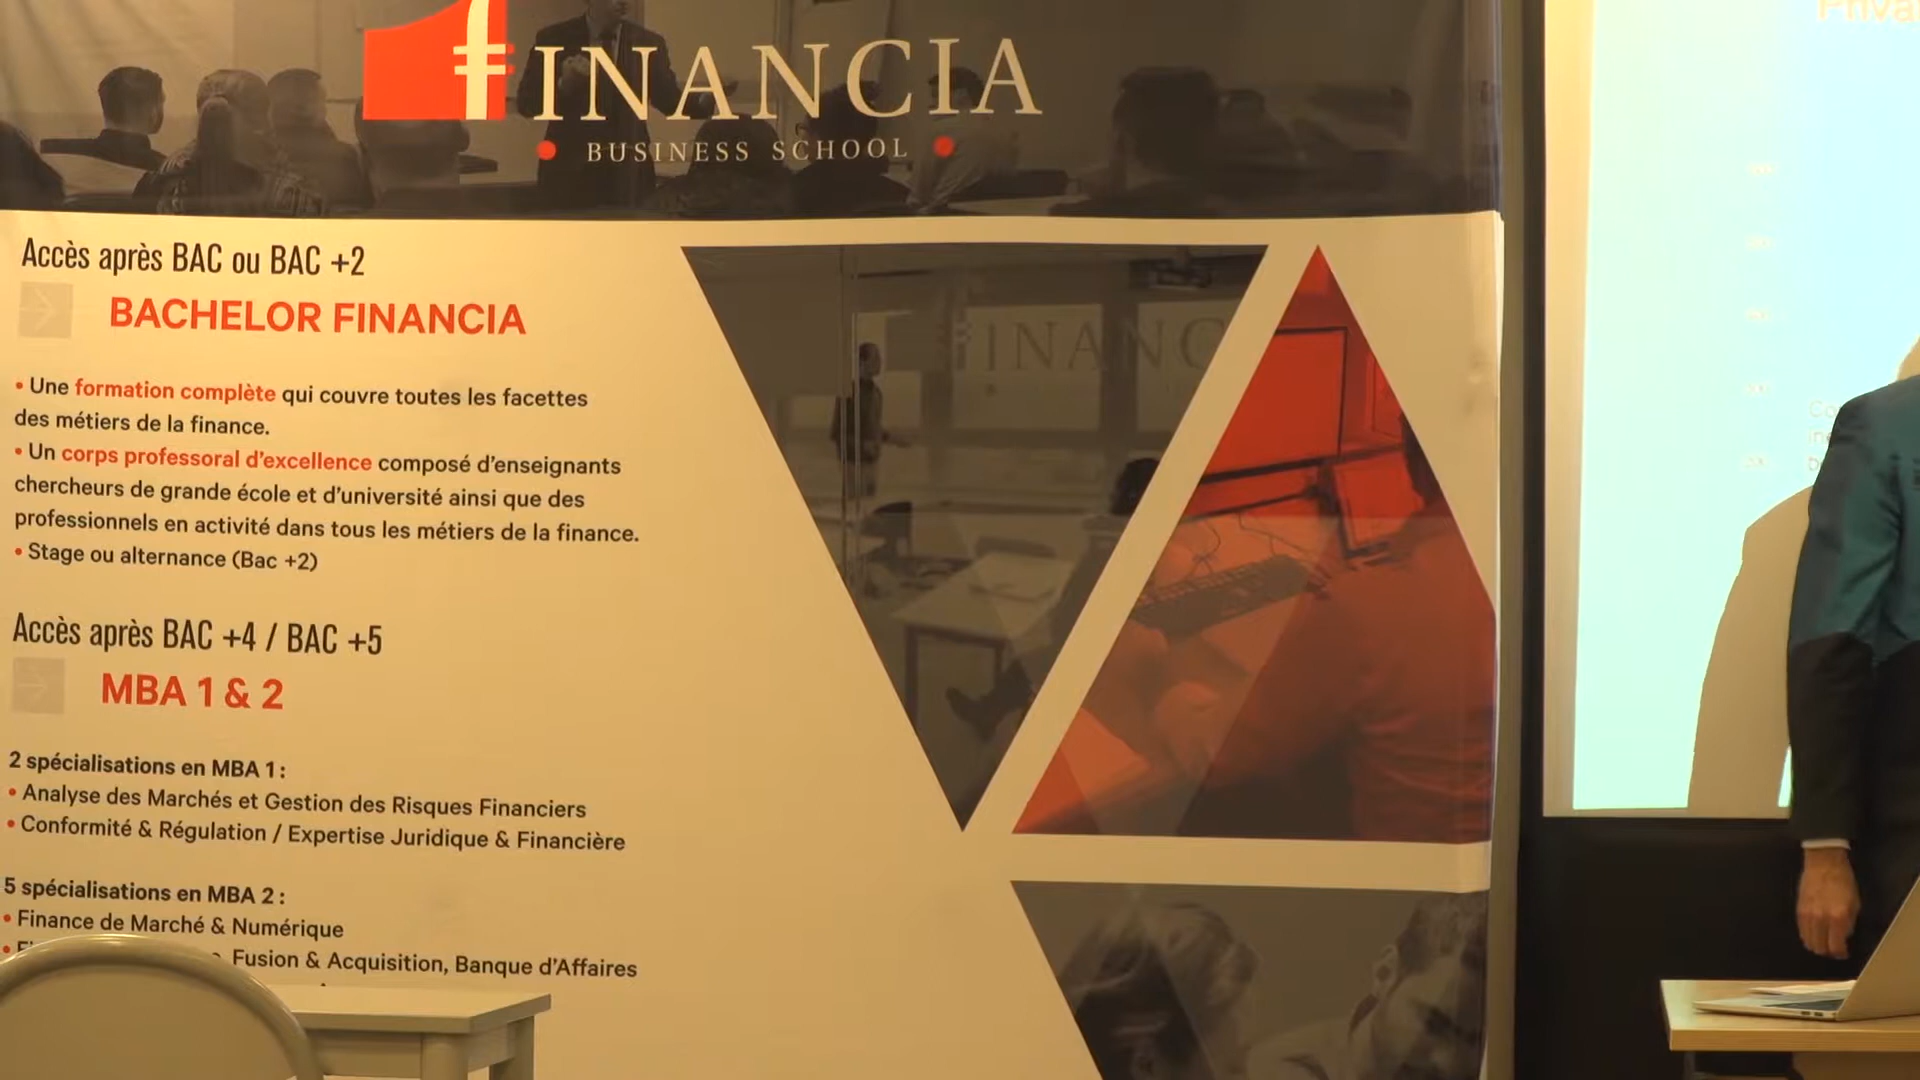 FINANCIA
BUSINESS SCHOOL
Accès après BAC ou BAC +2
BACHELOR FINANCIA
• Une formation complète qui couvre toutes les facettes
des métiers de la finance.
• Un corps professoral d'excellence composé d'enseignants
chercheurs de grande école et d'université ainsi que des
professionnels en activité dans tous les métiers de la finance.
• Stage ou alternance (Bac +2)
Accès après BAC +4 / BAC +5
MBA 1 & 2
2 spécialisations en MBA 1 :
• Analyse des Marchés et Gestion des Risques Financiers
• Conformité & Régulation / Expertise Juridique & Financière
5 spécialisations en MBA 2 :
• Finance de Marché & Numérique
Fusion & Acquisition, Banque d'Affaires
FINANC